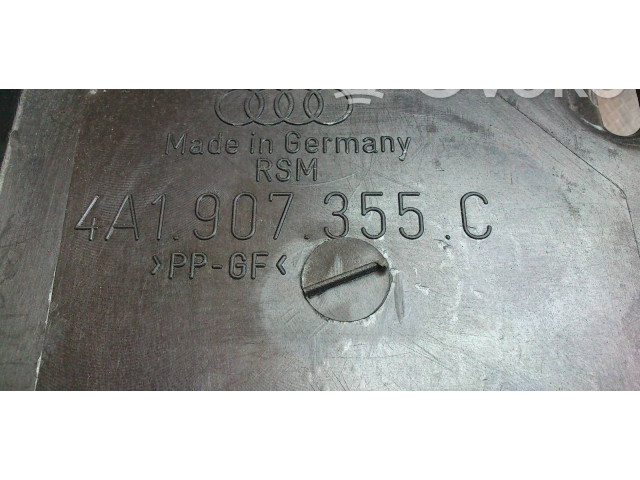 Made in Germany
RSM
4A1.907.355.C
>PP-GF<